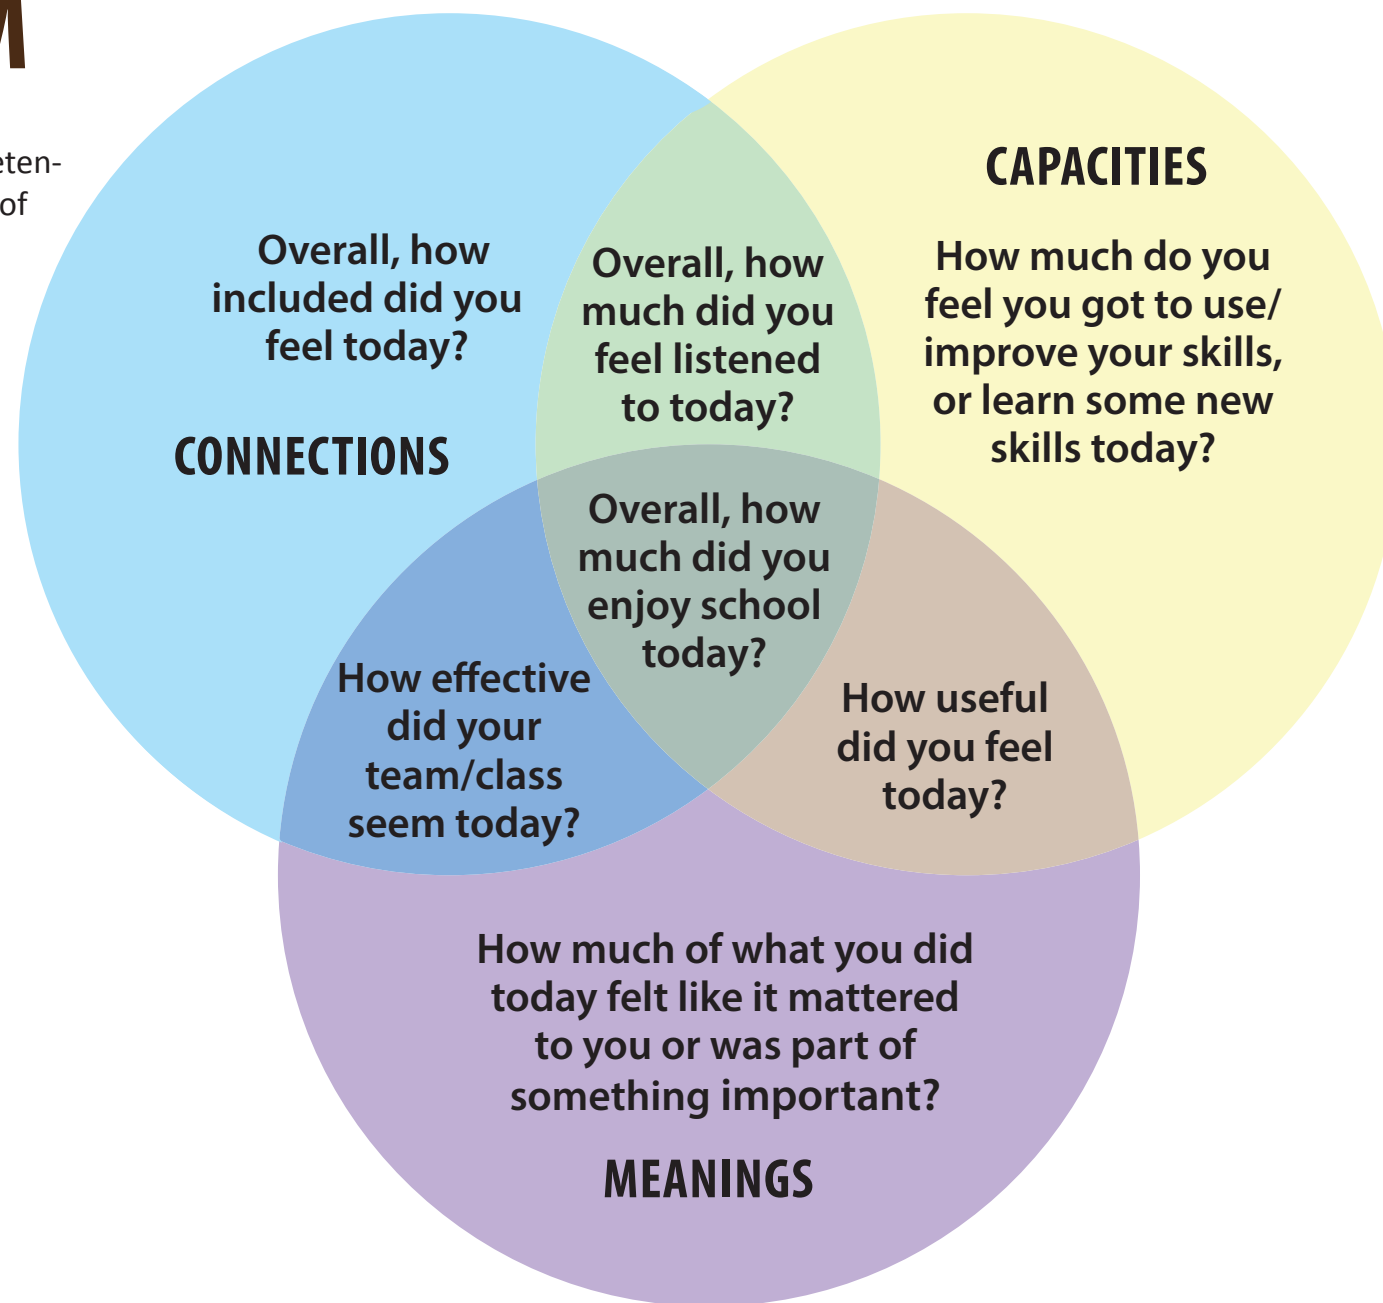 M
eten-
of
CAPACITIES
Overall, how
included did you
feel today?
CONNECTIONS
Overall, how
much did you
feel listened
to today?
How much do you
feel you got to use/
improve your skills,
or learn some new
skills today?
Overall, how
much did you
enjoy school
today?
How effective
did your
team/class
seem today?
How useful
did you feel
today?
How much of what you did
today felt like it mattered
to you or was part of
something important?
MEANINGS